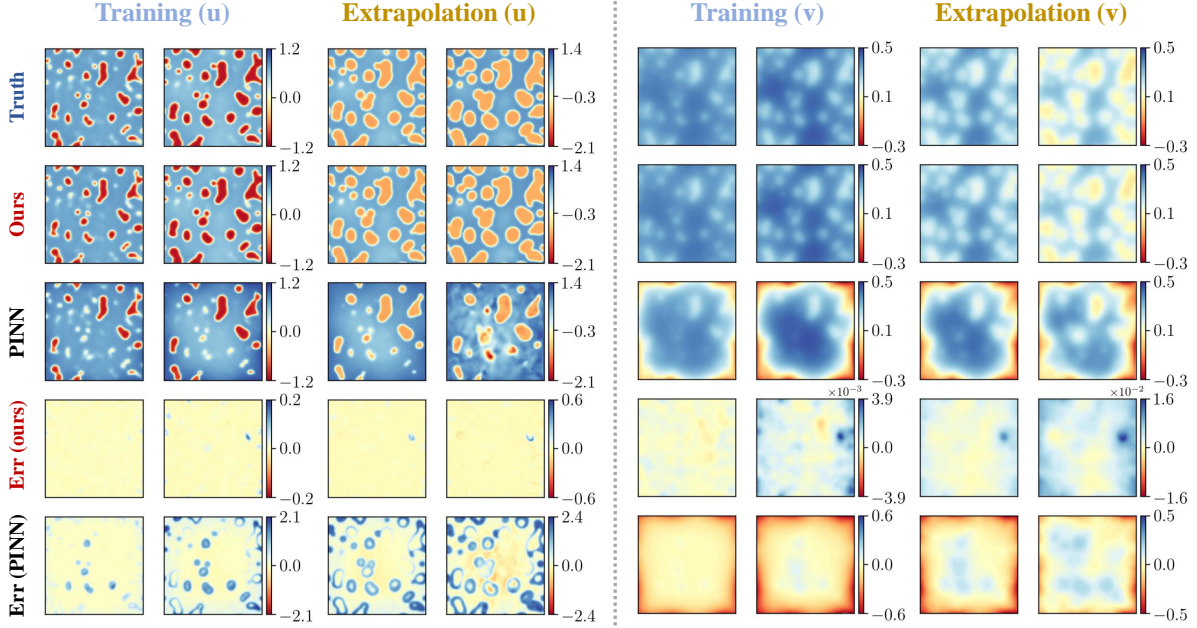 Training (u) Extrapolation (u) Training (v) Extrapolation (v)
Truth
1.2 1.4 0.5 0.5
0.0 −0.3 0.1 0.1
−1.2 −2.1 −0.3 −0.3
Ours
1.2 1.4 0.5 0.5
0.0 −0.3 0.1 0.1
−1.2 −2.1 −0.3 −0.3
PINN
1.2 1.4 0.5 0.5
0.0 −0.3 0.1 0.1
−1.2 −2.1 −0.3 −0.3
Err (ours)
×10⁻³ ×10⁻²
0.2 0.6 3.9 1.6
0.0 0.0 0.0 0.0
−0.2 −0.6 −3.9 −1.6
Err (PINN)
2.1 2.4 0.6 0.5
0.0 0.0 0.0 0.0
−2.1 −2.4 −0.6 −0.5